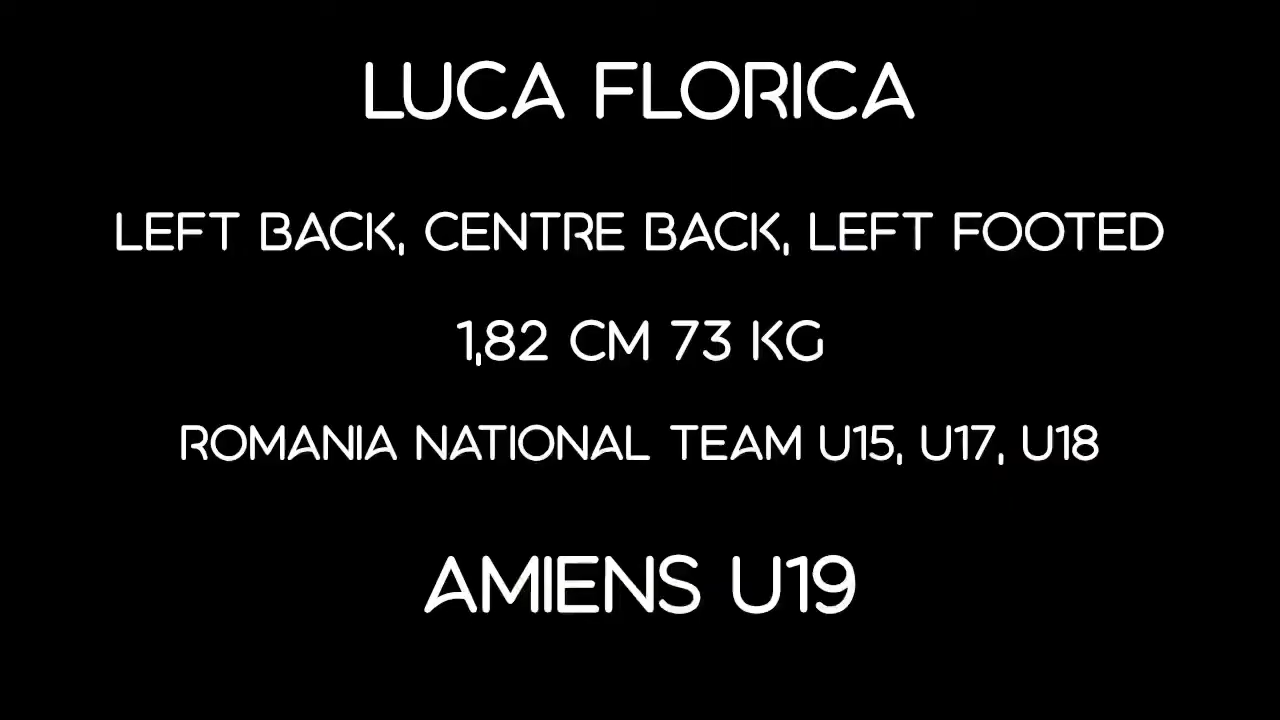 LUCA FLORICA
LEFT BACK, CENTRE BACK, LEFT FOOTED
1,82 CM 73 KG
ROMANIA NATIONAL TEAM U15, U17, U18
AMIENS U19